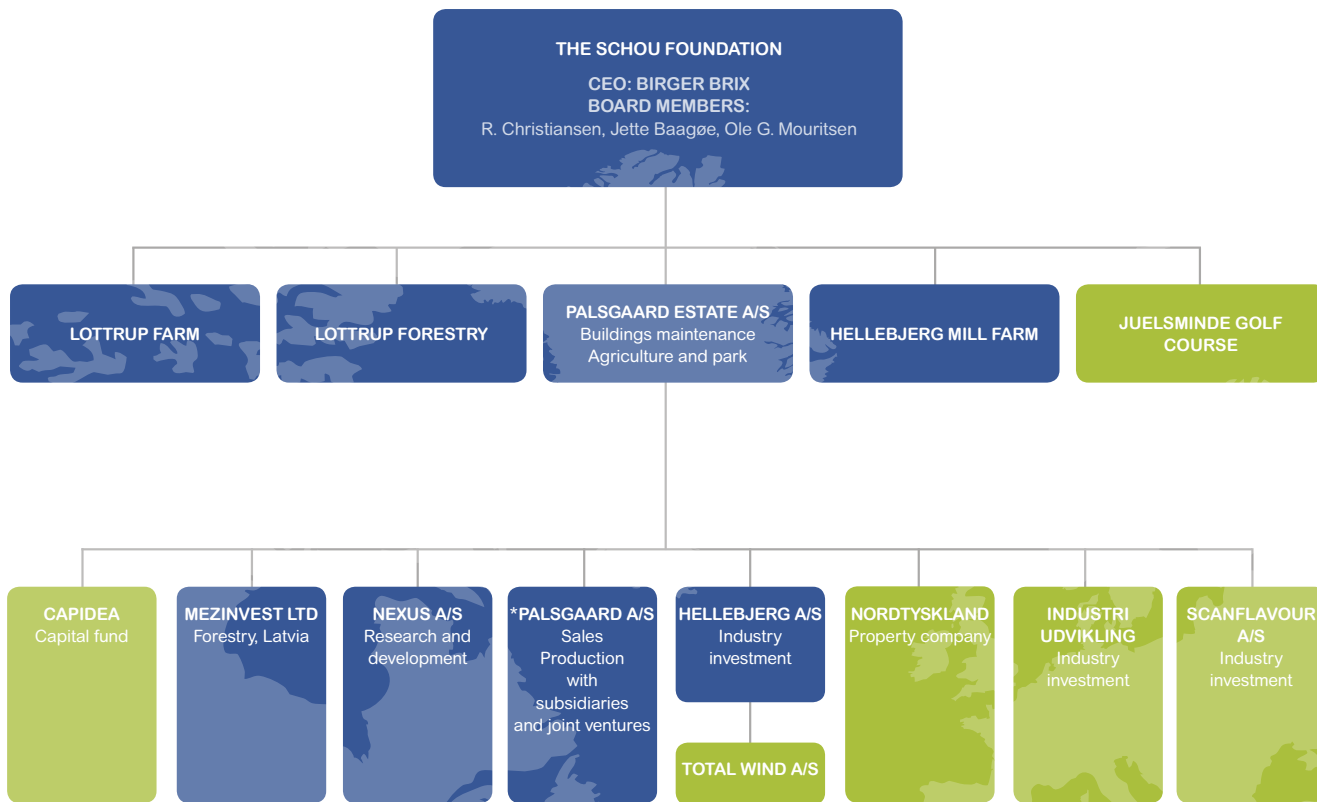 THE SCHOU FOUNDATION
CEO: BIRGER BRIX
BOARD MEMBERS:
R. Christiansen, Jette Baagøe, Ole G. Mouritsen
LOTTRUP FARM
LOTTRUP FORESTRY
PALSGAARD ESTATE A/S
Buildings maintenance
Agriculture and park
HELLEBJERG MILL FARM
JUELSMINDE GOLF
COURSE
CAPIDEA
Capital fund
MEZINVEST LTD
Forestry, Latvia
NEXUS A/S
Research and
development
*PALSGAARD A/S
Sales
Production
with
subsidiaries
and joint ventures
HELLEBJERG A/S
Industry
investment
TOTAL WIND A/S
NORDTYSKLAND
Property company
INDUSTRI
UDVIKLING
Industry
investment
SCANFLAVOUR
A/S
Industry
investment